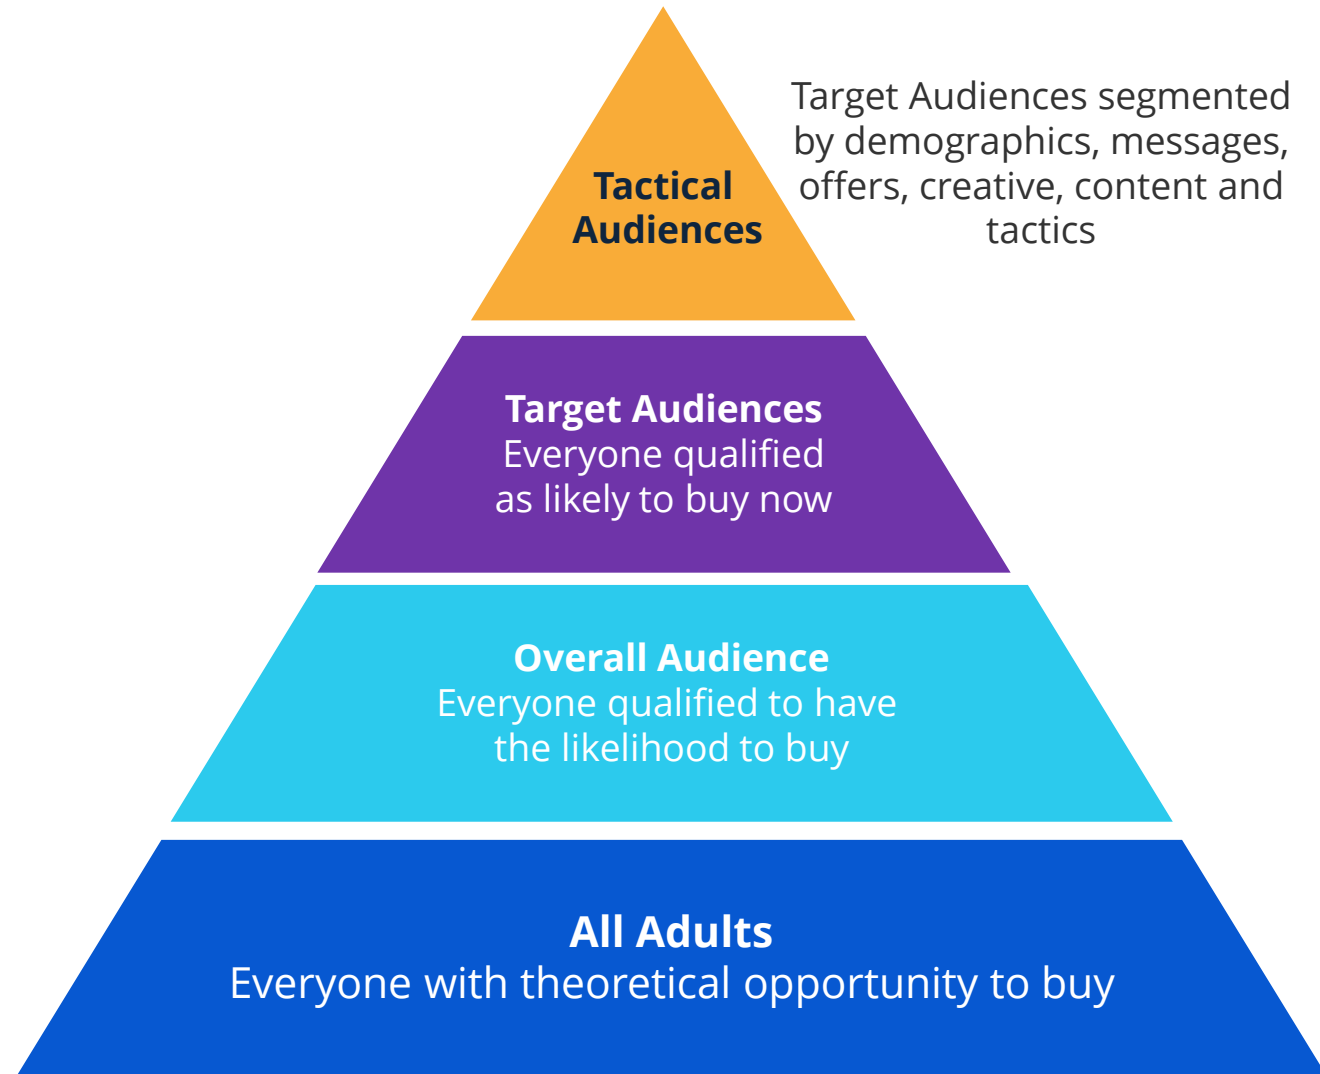 Target Audiences segmented
by demographics, messages,
offers, creative, content and
tactics
Tactical
Audiences
Target Audiences
Everyone qualified
as likely to buy now
Overall Audience
Everyone qualified to have
the likelihood to buy
All Adults
Everyone with theoretical opportunity to buy